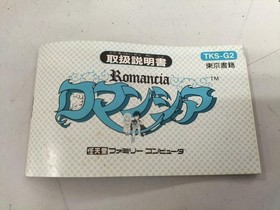 取扱説明書
TKS-G2
東京書籍
Romancia
TM
ロマンシア
任天堂 ファミリー コンピュータ